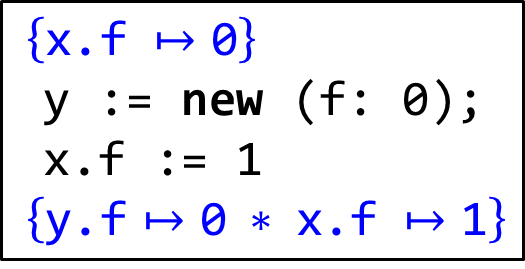 {x.f ↦ 0}
y := new (f: 0);
x.f := 1
{y.f ↦ 0 * x.f ↦ 1}